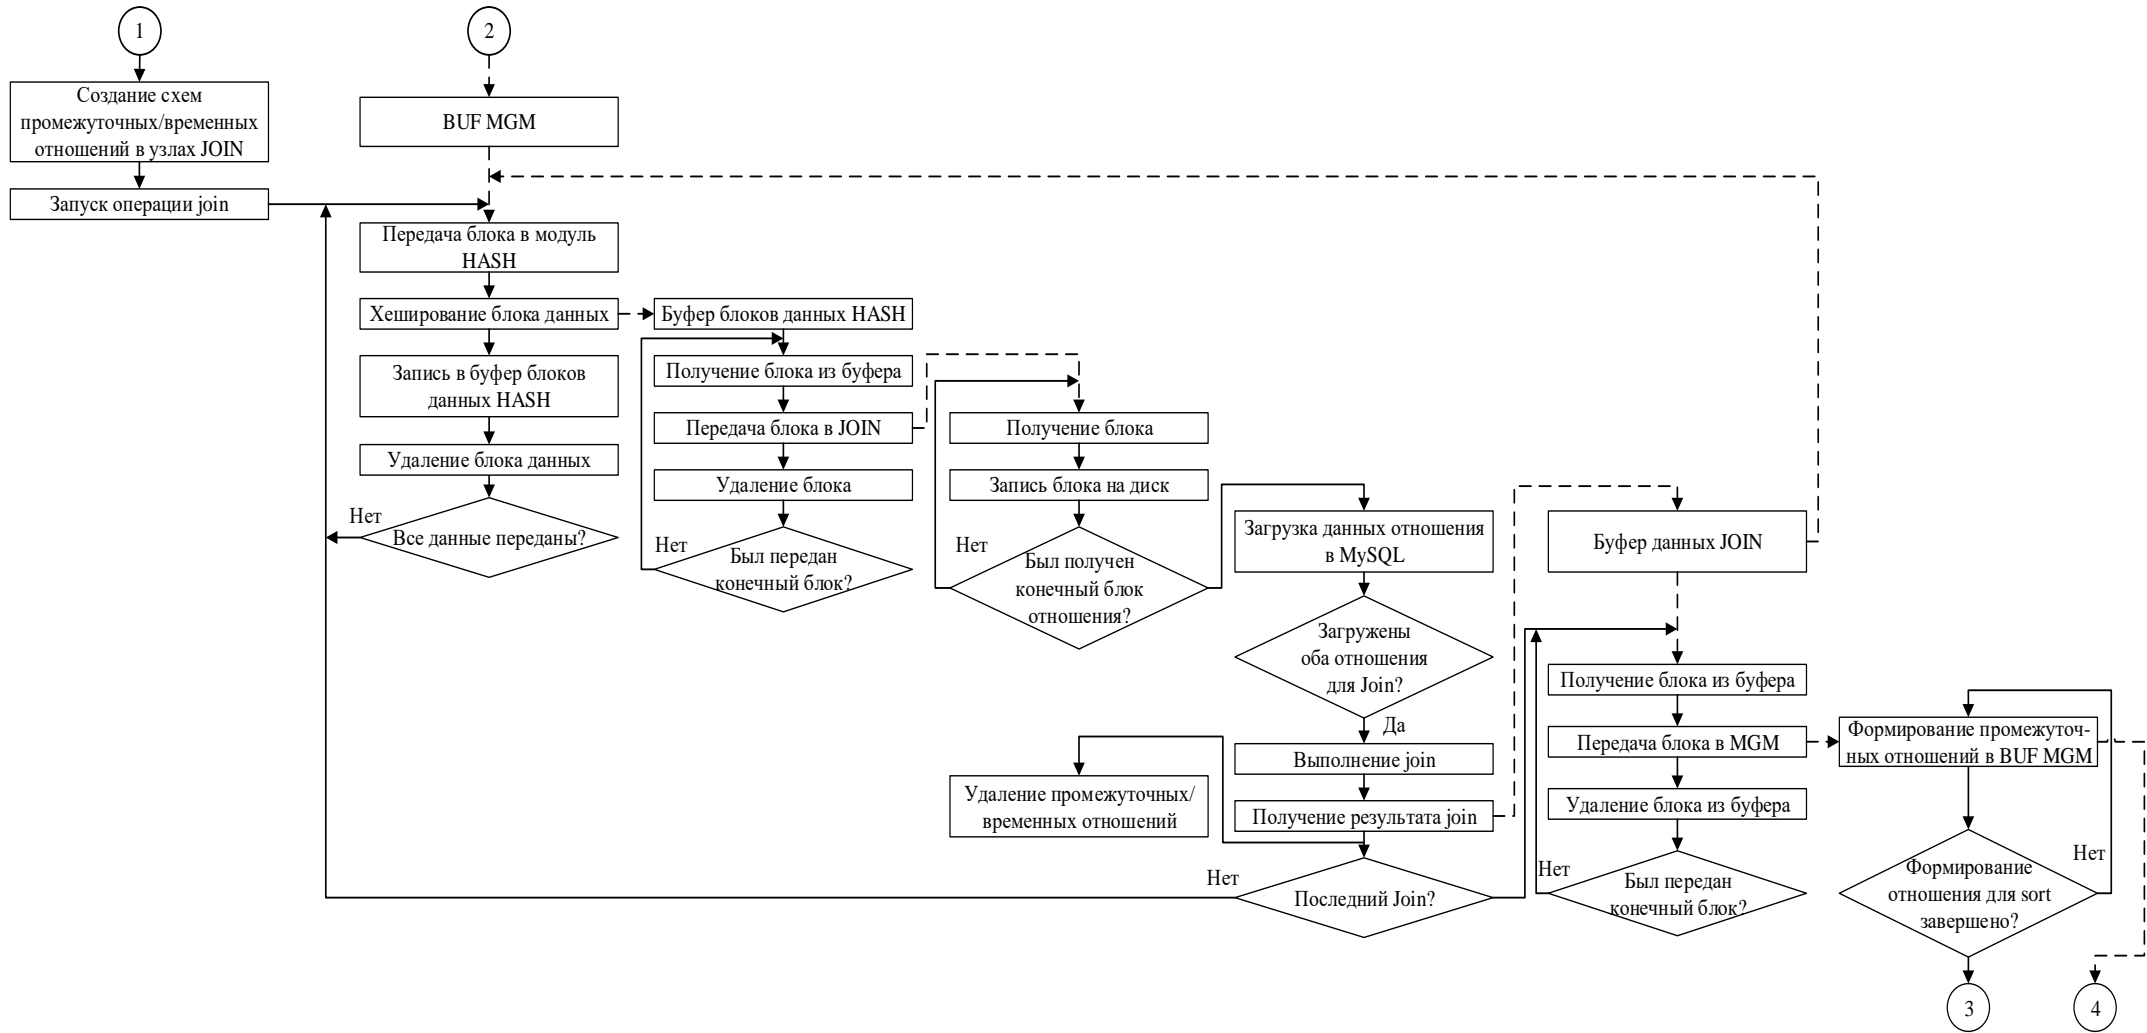 1
Создание схем
промежуточных/временных
отношений в узлах JOIN
Запуск операции join
2
BUF MGM
Передача блока в модуль
HASH
Хеширование блока данных
Запись в буфер блоков
данных HASH
Удаление блока данных
Нет
Все данные переданы?
Буфер блоков данных HASH
Получение блока из буфера
Передача блока в JOIN
Удаление блока
Нет
Был передан
конечный блок?
Получение блока
Запись блока на диск
Нет
Был получен
конечный блок
отношения?
Загрузка данных отношения
в MySQL
Загружены
оба отношения
для Join?
Да
Выполнение join
Получение результата join
Удаление промежуточных/
временных отношений
Нет
Последний Join?
Буфер данных JOIN
Получение блока из буфера
Передача блока в MGM
Удаление блока из буфера
Нет
Был передан
конечный блок?
Формирование промежуточ-
ных отношений в BUF MGM
Нет
Формирование
отношения для sort
завершено?
3
4